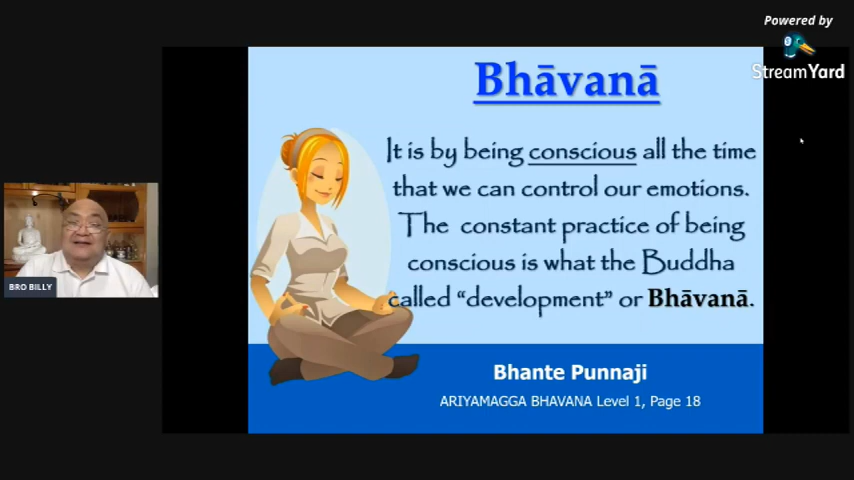 Powered by
StreamYard
Bhāvanā
It is by being conscious all the time
that we can control our emotions.
The constant practice of being
conscious is what the Buddha
called “development” or Bhāvanā.
BRO BILLY
Bhante Punnaji
ARIYAMAGGA BHAVANA Level 1, Page 18